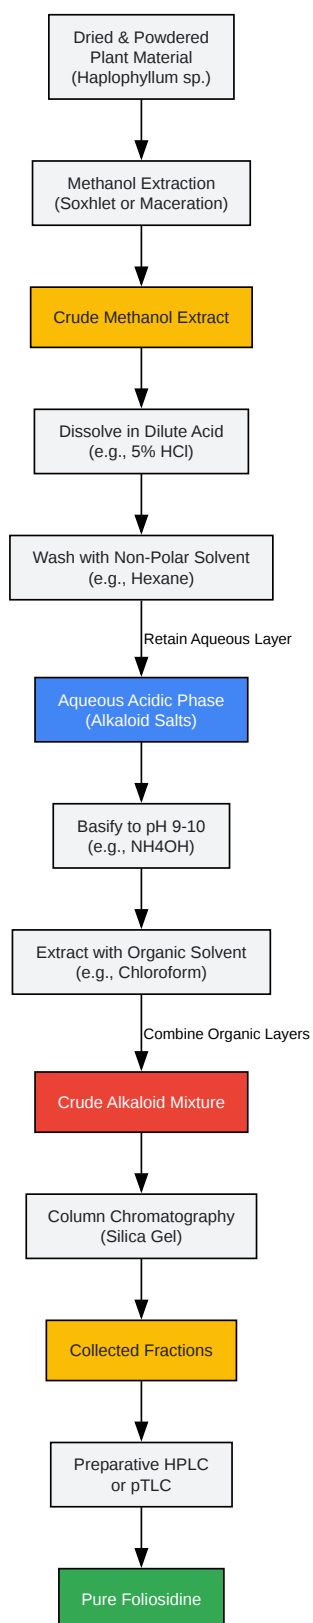 Dried & Powdered
Plant Material
(Haplophyllum sp.)
Methanol Extraction
(Soxhlet or Maceration)
Crude Methanol Extract
Dissolve in Dilute Acid
(e.g., 5% HCl)
Wash with Non-Polar Solvent
(e.g., Hexane)
Retain Aqueous Layer
Aqueous Acidic Phase
(Alkaloid Salts)
Basify to pH 9-10
(e.g., NH4OH)
Extract with Organic Solvent
(e.g., Chloroform)
Combine Organic Layers
Crude Alkaloid Mixture
Column Chromatography
(Silica Gel)
Collected Fractions
Preparative HPLC
or pTLC
Pure Foliosidine